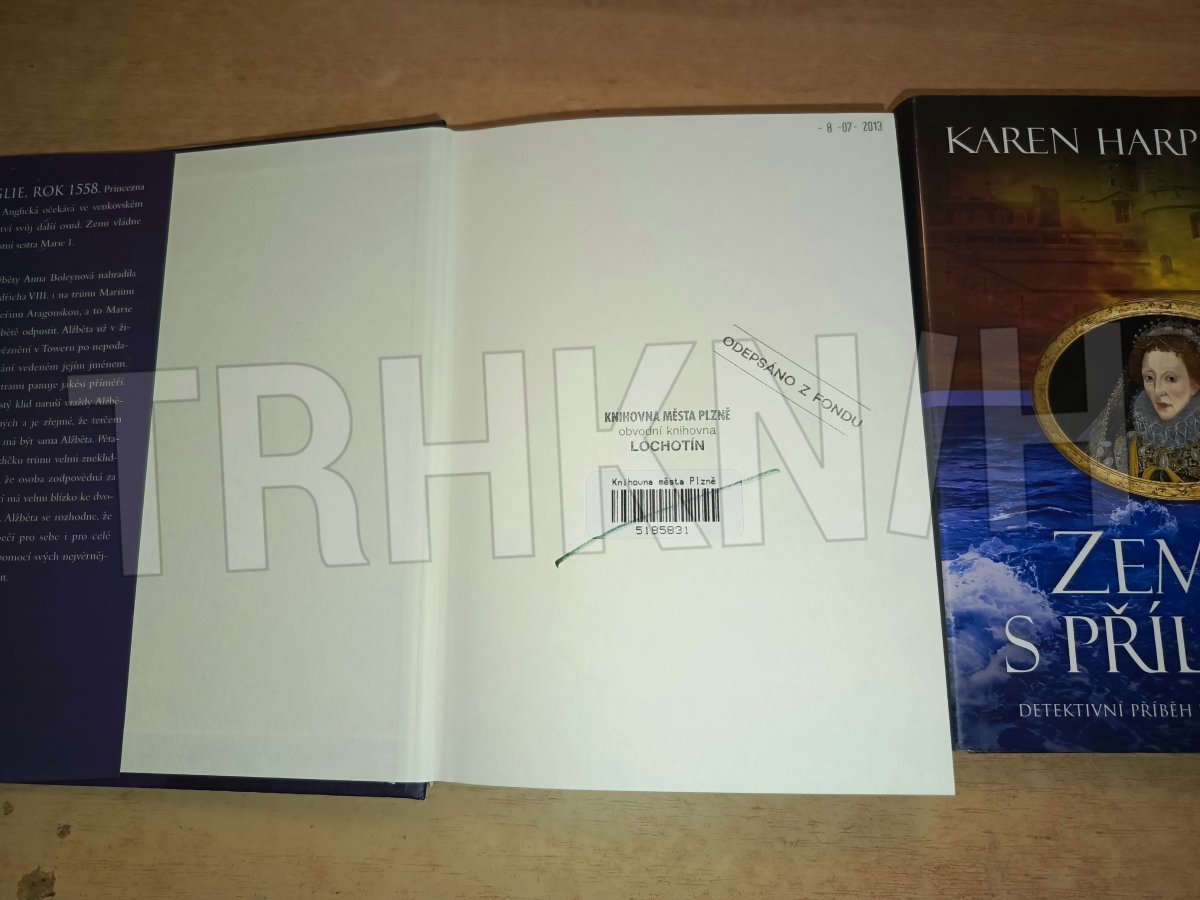 GLIE, ROK 1558. Princezna
Anglická očekává ve venkovském
svůj další osud. Zemi vládne
sestra Marie I.
Anna Boleynová nahradila
VIII. i na trůnu Mariinu
Aragonskou, a to Marie
odpustit. Alžběta už v ži-
věznění v Toweru po nepoda-
vedeném jejím jménem.
panuje jakési příměří.
klid naruší vraždy Alžbě-
a je zřejmé, že terčem
má být sama Alžběta. Pěta-
trůnu velmi zneklid-
že osoba zodpovědná za
má velmi blízko ke dvo-
Alžběta se rozhodne, že
pro sebe i pro celé
pomocí svých nejvěrněj-
- 8 -07- 2013
ODEPSÁNO Z FONDU
KNIHOVNA MĚSTA PLZNĚ
obvodní knihovna
LOCHOTÍN
Knihovna města Plzně
5185831
KAREN HARP
ZEM
S PŘÍL
DETEKTIVNÍ PŘÍBĚH
TRHKNIH